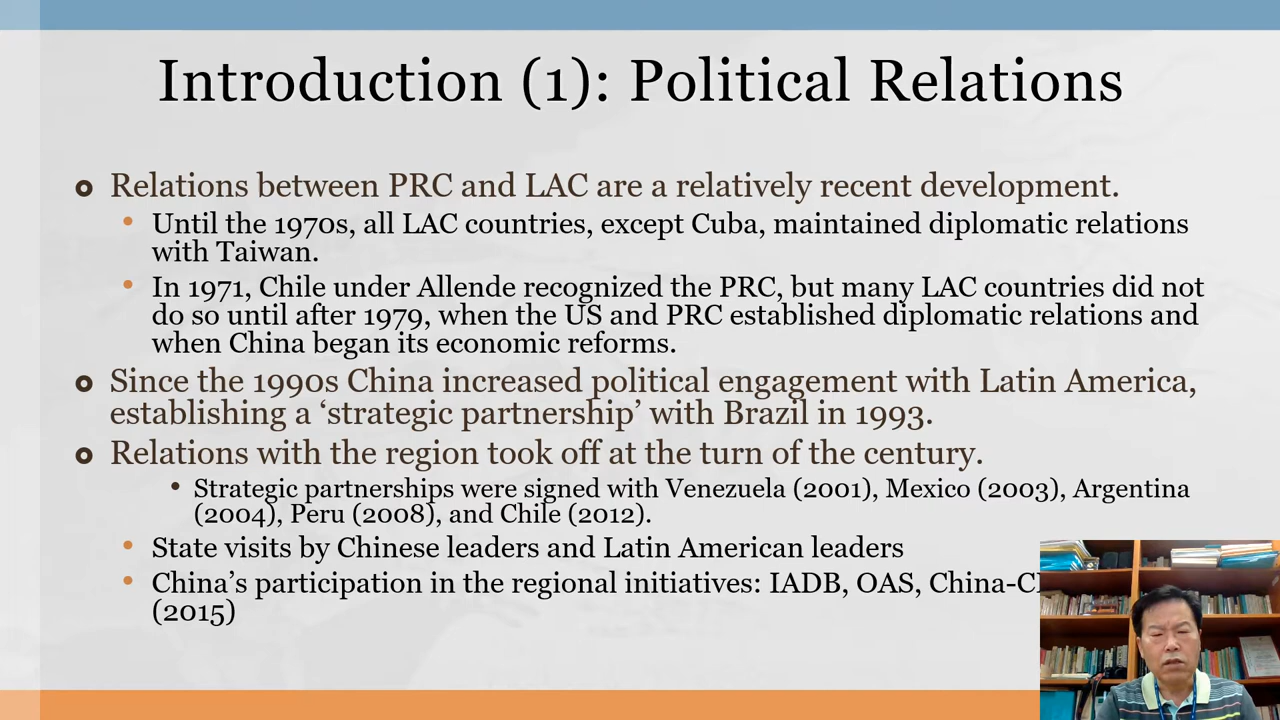 Introduction (1): Political Relations
Relations between PRC and LAC are a relatively recent development.
Until the 1970s, all LAC countries, except Cuba, maintained diplomatic relations
with Taiwan.
In 1971, Chile under Allende recognized the PRC, but many LAC countries did not
do so until after 1979, when the US and PRC established diplomatic relations and
when China began its economic reforms.
Since the 1990s China increased political engagement with Latin America,
establishing a ‘strategic partnership’ with Brazil in 1993.
Relations with the region took off at the turn of the century.
Strategic partnerships were signed with Venezuela (2001), Mexico (2003), Argentina
(2004), Peru (2008), and Chile (2012).
State visits by Chinese leaders and Latin American leaders
China’s participation in the regional initiatives: IADB, OAS,
(2015)